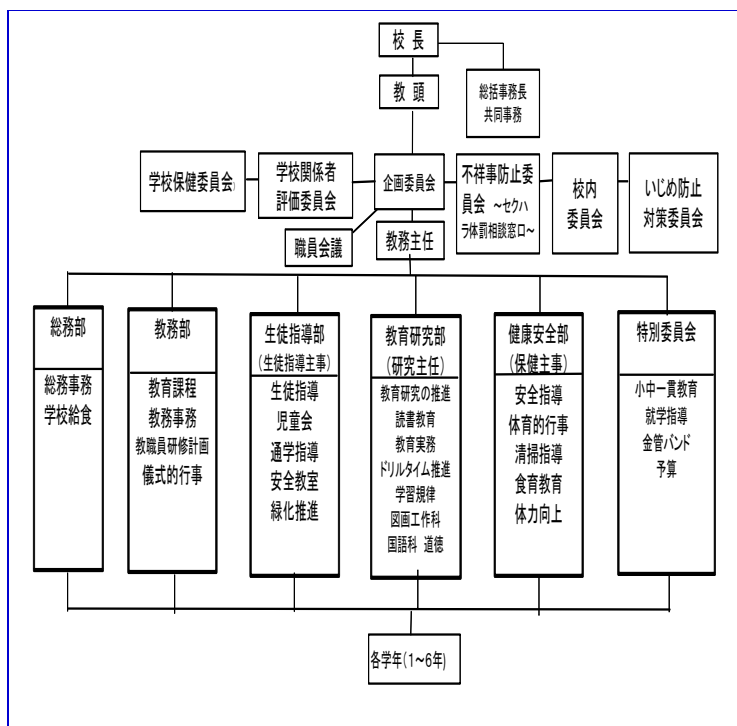 校 長
教 頭
総括事務長
共同事務
学校保健委員会)
学校関係者
評価委員会
企画委員会
不祥事防止委
員会 ～セクハ
ラ体罰相談窓口～
校内
委員会
いじめ防止
対策委員会
職員会議
教務主任
総務部
総務事務
学校給食
教務部
教育課程
教務事務
教職員研修計画
儀式的行事
生徒指導部
(生徒指導主事)
生徒指導
児童会
通学指導
安全教室
緑化推進
教育研究部
(研究主任)
教育研究の推進
読書教育
教育実務
ドリルタイム推進
学習規律
図画工作科
国語科 道徳
健康安全部
(保健主事)
安全指導
体育的行事
清掃指導
食育教育
体力向上
特別委員会
小中一貫教育
就学指導
金管バンド
予算
各学年(1～6年)